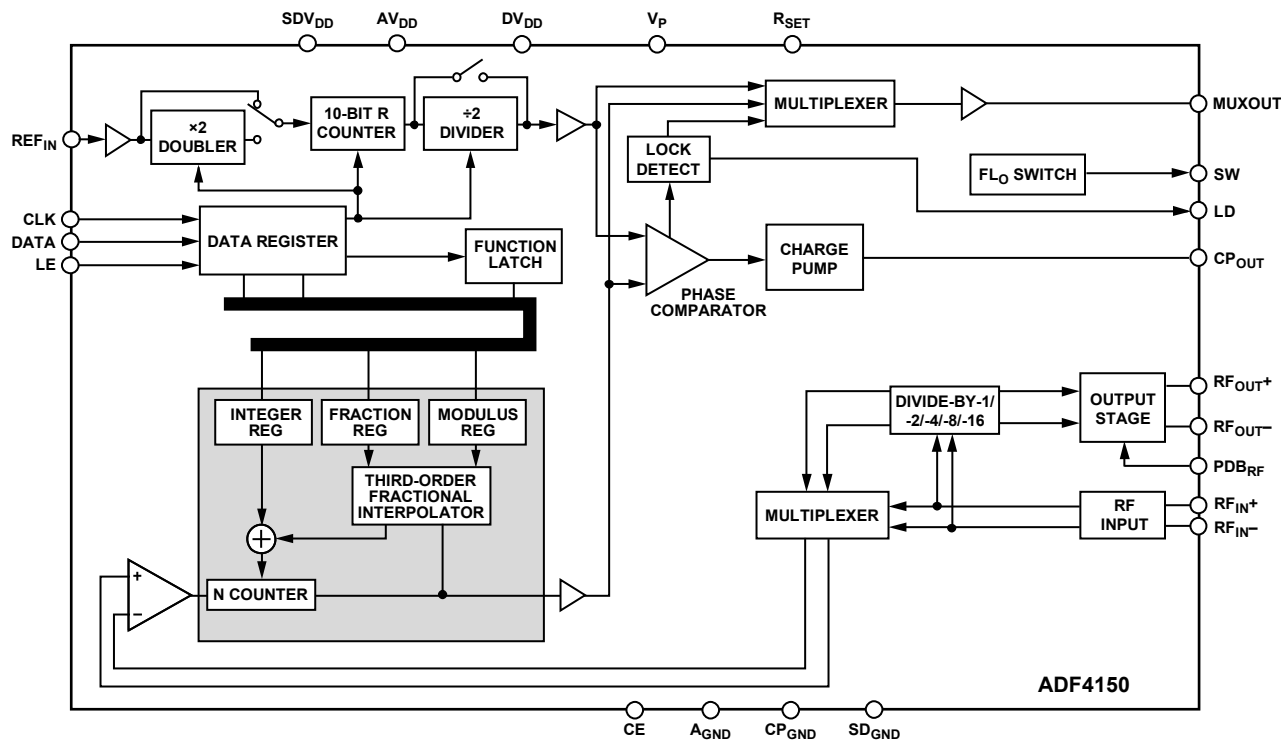 SDVDD
AVDD
DVDD
VP
RSET
REFIN
×2
DOUBLER
10-BIT R
COUNTER
÷2
DIVIDER
MULTIPLEXER
MUXOUT
LOCK
DETECT
FLO SWITCH
SW
LD
CLK
DATA
LE
DATA REGISTER
FUNCTION
LATCH
CHARGE
PUMP
CPOUT
PHASE
COMPARATOR
INTEGER
REG
FRACTION
REG
MODULUS
REG
THIRD-ORDER
FRACTIONAL
INTERPOLATOR
+
N COUNTER
+
−
DIVIDE-BY-1/
-2/-4/-8/-16
OUTPUT
STAGE
RFOUT+
RFOUT−
PDBRF
MULTIPLEXER
RF
INPUT
RFIN+
RFIN−
ADF4150
CE
AGND
CPGND
SDGND